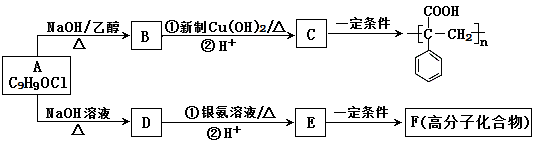 NaOH/乙醇
△
B
①新制Cu(OH)2/△
②H+
C
一定条件
COOH
[C—CH2]n
A
C9H9OCl
NaOH溶液
△
D
①银氨溶液/△
②H+
E
一定条件
F(高分子化合物)